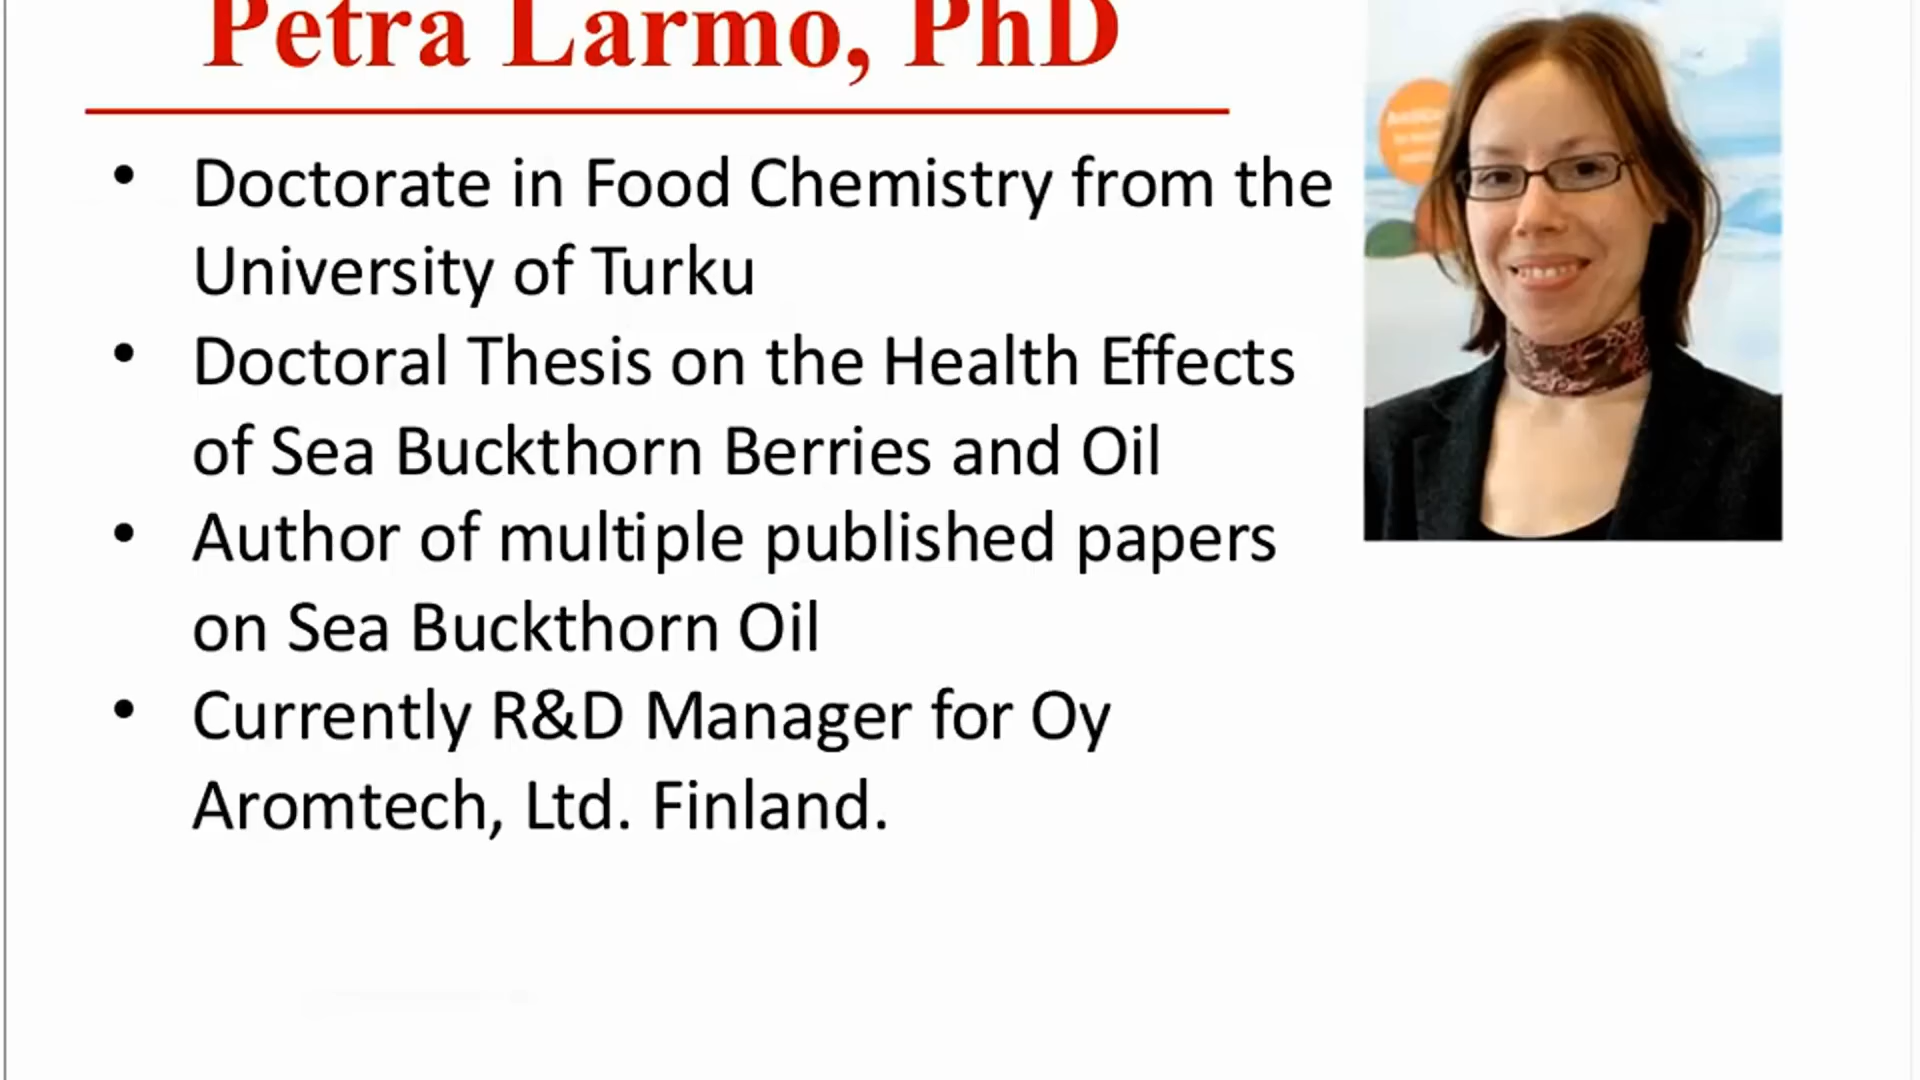 Petra Larmo, PhD
• Doctorate in Food Chemistry from the
University of Turku
• Doctoral Thesis on the Health Effects
of Sea Buckthorn Berries and Oil
• Author of multiple published papers
on Sea Buckthorn Oil
• Currently R&D Manager for Oy
Aromtech, Ltd. Finland.